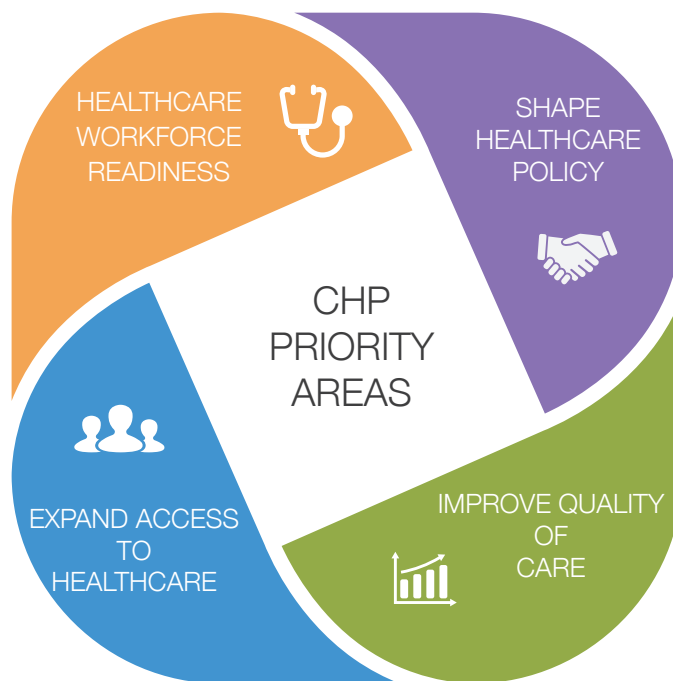 HEALTHCARE
WORKFORCE
READINESS
SHAPE
HEALTHCARE
POLICY
CHP
PRIORITY
AREAS
EXPAND ACCESS
TO
HEALTHCARE
IMPROVE QUALITY
OF
CARE